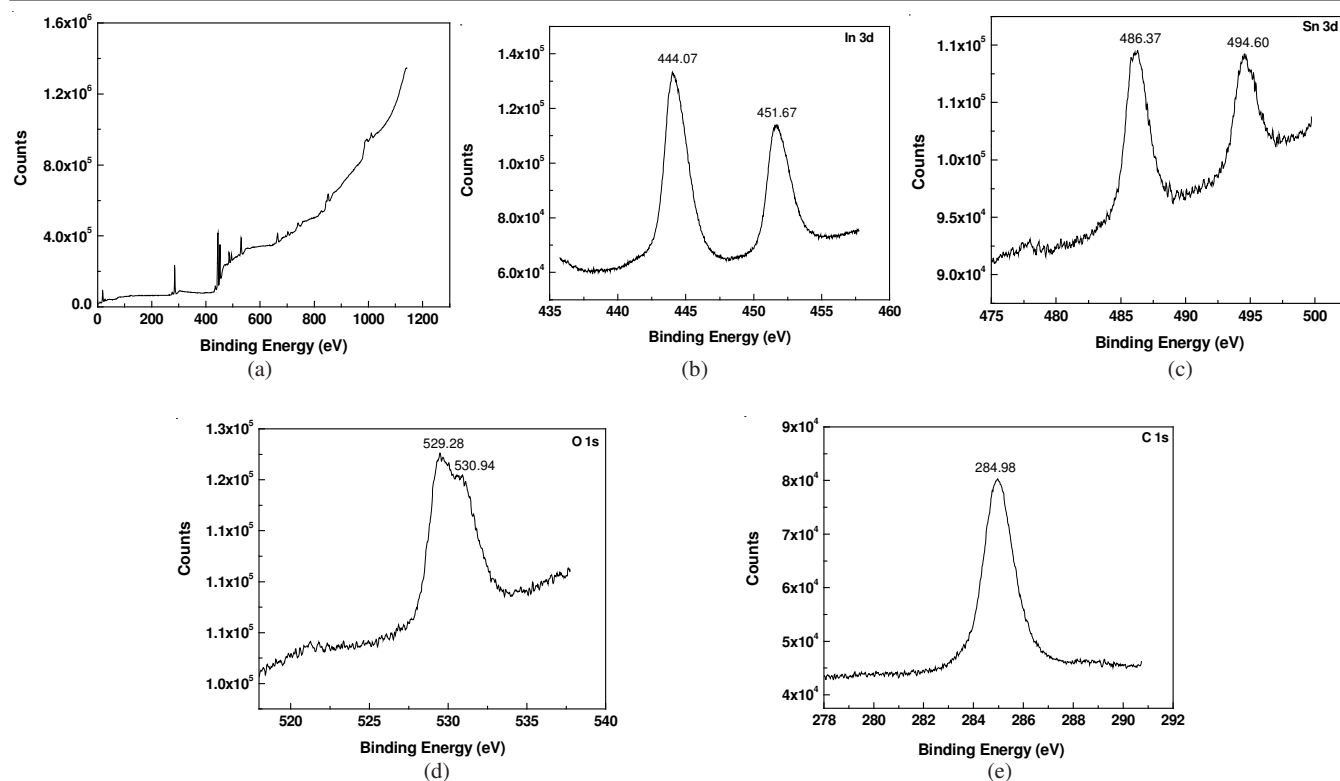 1.6x10⁶
1.2x10⁶
8.0x10⁵
4.0x10⁵
0.0
0 200 400 600 800 1000 1200
Counts
Binding Energy (eV)
(a)
In 3d
444.07
451.67
1.4x10⁵
1.2x10⁵
1.0x10⁵
8.0x10⁴
6.0x10⁴
435 440 445 450 455 460
Counts
Binding Energy (eV)
(b)
Sn 3d
486.37
494.60
1.1x10⁵
1.1x10⁵
1.0x10⁵
9.5x10⁴
9.0x10⁴
475 480 485 490 495 500
Counts
Binding Energy (eV)
(c)
O 1s
529.28
530.94
1.3x10⁵
1.2x10⁵
1.1x10⁵
1.1x10⁵
1.1x10⁵
1.0x10⁵
520 525 530 535 540
Counts
Binding Energy (eV)
(d)
C 1s
284.98
9x10⁴
8x10⁴
7x10⁴
6x10⁴
5x10⁴
4x10⁴
278 280 282 284 286 288 290 292
Counts
Binding Energy (eV)
(e)